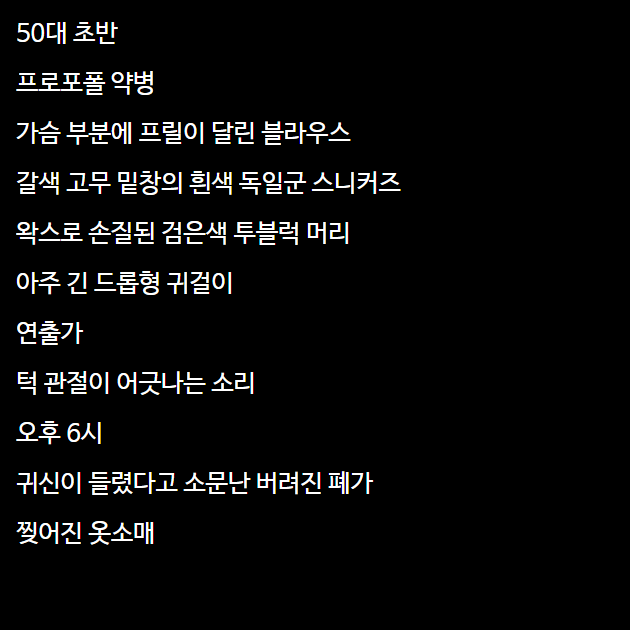 50대 초반
프로포폴 약병
가슴 부분에 프릴이 달린 블라우스
갈색 고무 밑창의 흰색 독일군 스니커즈
왁스로 손질된 검은색 투블럭 머리
아주 긴 드롭형 귀걸이
연출가
턱 관절이 어긋나는 소리
오후 6시
귀신이 들렸다고 소문난 버려진 폐가
찢어진 옷소매